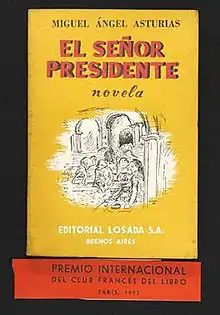 MIGUEL ÁNGEL ASTURIAS
EL SEÑOR
PRESIDENTE
novela
EDITORIAL LOSADA S.A.
BUENOS AIRES
PREMIO INTERNACIONAL
DEL CLUB FRANCÉS DEL LIBRO
PARÍS, 1952